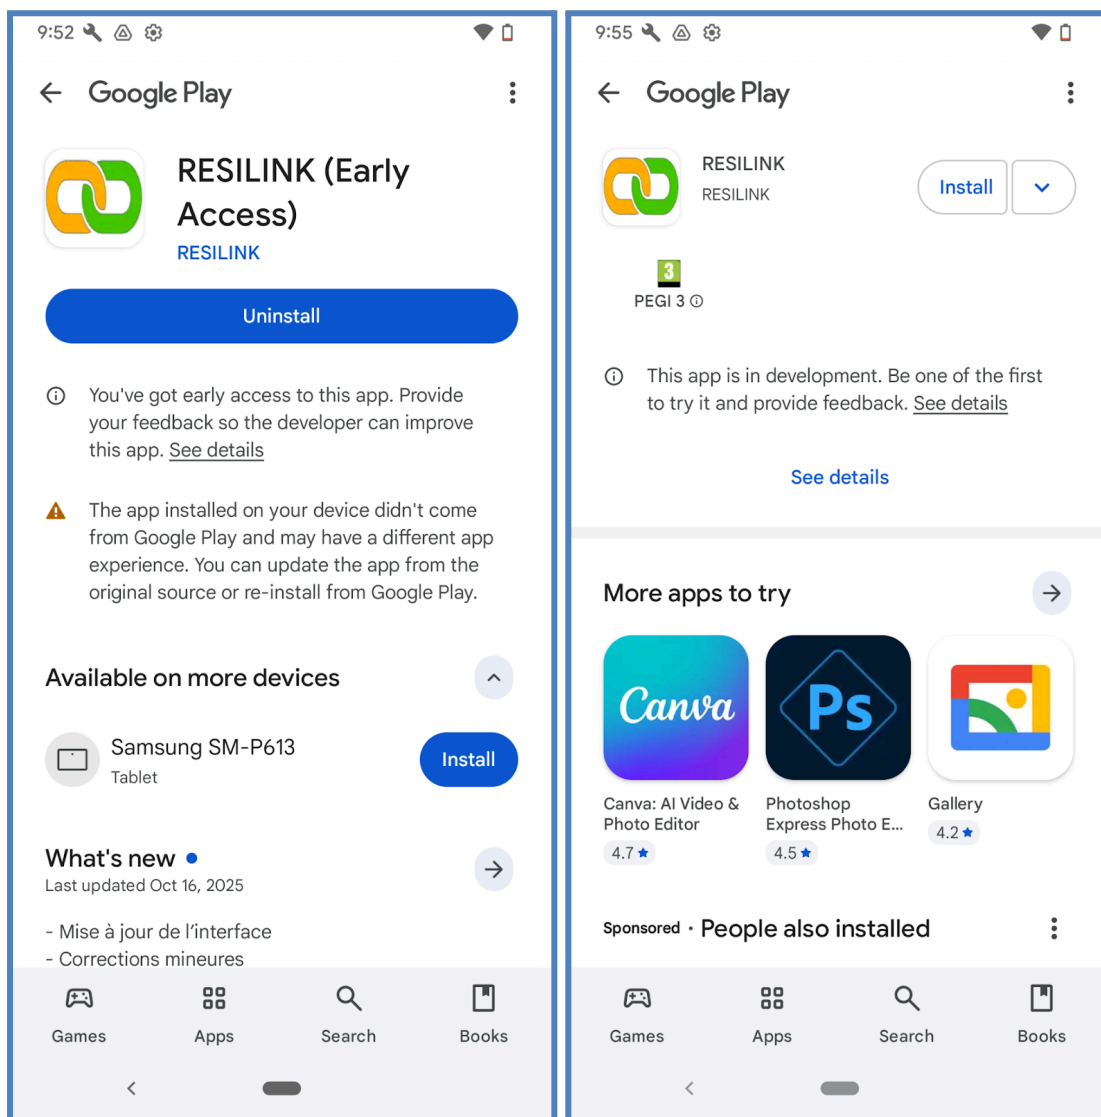 9:52
Google Play
RESILINK (Early
Access)
RESILINK
Uninstall
You've got early access to this app. Provide
your feedback so the developer can improve
this app. See details
The app installed on your device didn't come
from Google Play and may have a different app
experience. You can update the app from the
original source or re-install from Google Play.
Available on more devices
Samsung SM-P613
Tablet
Install
What's new
Last updated Oct 16, 2025
- Mise à jour de l’interface
- Corrections mineures
Games
Apps
Search
Books
9:55
Google Play
RESILINK
RESILINK
Install
3
PEGI 3
This app is in development. Be one of the first
to try it and provide feedback. See details
See details
More apps to try
Canva
Ps
Canva: AI Video &
Photo Editor
4.7
Photoshop
Express Photo E...
4.5
Gallery
4.2
Sponsored · People also installed
Games
Apps
Search
Books